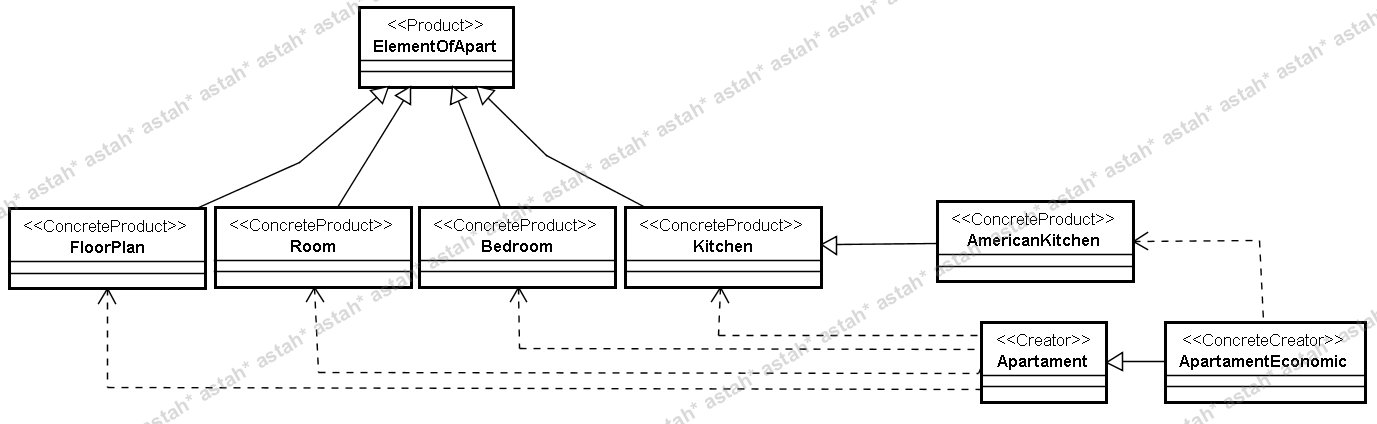 <<Product>>
ElementOfApart
<<ConcreteProduct>>
FloorPlan
<<ConcreteProduct>>
Room
<<ConcreteProduct>>
Bedroom
<<ConcreteProduct>>
Kitchen
<<ConcreteProduct>>
AmericanKitchen
<<Creator>>
Apartament
<<ConcreteCreator>>
ApartamentEconomic
astah* astah* astah* astah* astah* astah* astah*